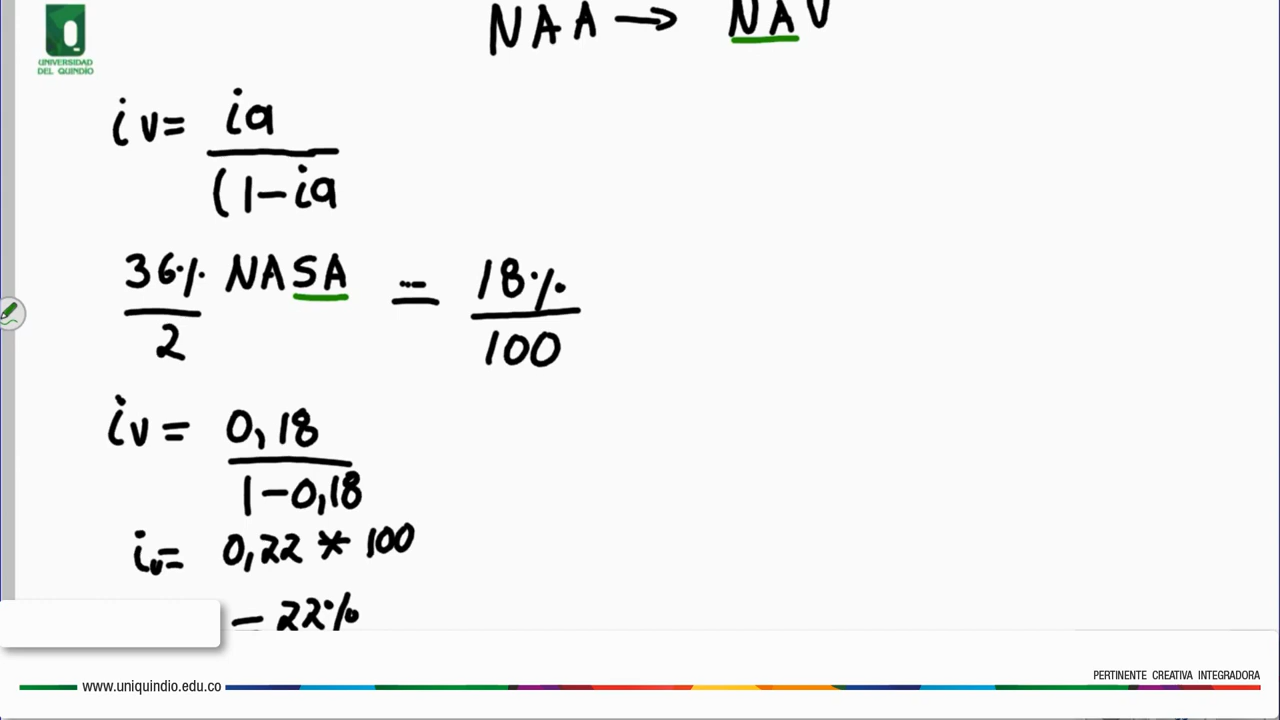 NAA → NAV
UNIVERSIDAD
DEL QUINDÍO
iv= ia
(1-ia
36% NASA = 18%
2 100
iv= 0,18
1-0,18
iv= 0,22 * 100
- 22%
www.uniquindio.edu.co
PERTINENTE CREATIVA INTEGRADORA